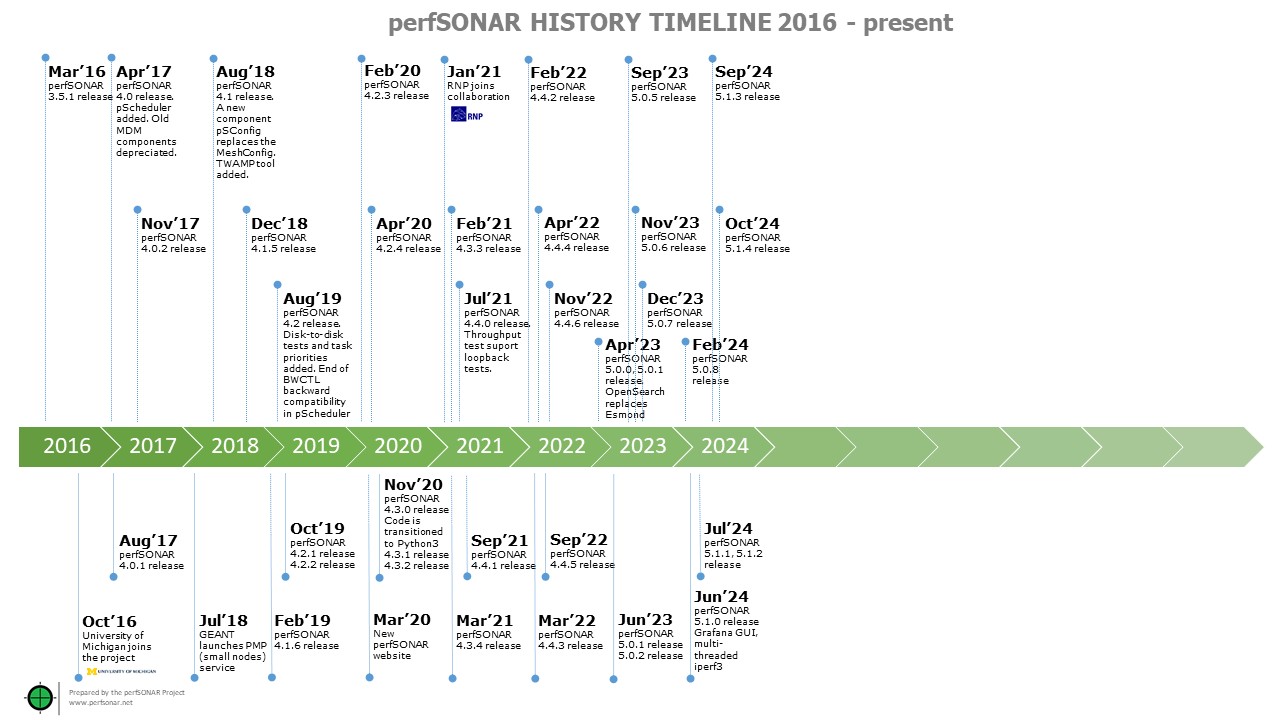 perfSONAR HISTORY TIMELINE 2016 - present
Mar’16
perfSONAR
3.5.1 release
Apr’17
perfSONAR
4.0 release.
pScheduler
added. Old
MDM
components
depreciated.
Aug’18
perfSONAR
4.1 release.
A new
component
pSConfig
replaces the
MeshConfig.
TWAMP tool
added.
Feb’20
perfSONAR
4.2.3 release
Jan’21
RNP joins
collaboration
RNP
Feb’22
perfSONAR
4.4.2 release
Sep’23
perfSONAR
5.0.5 release
Sep’24
perfSONAR
5.1.3 release
Nov’17
perfSONAR
4.0.2 release
Dec’18
perfSONAR
4.1.5 release
Apr’20
perfSONAR
4.2.4 release
Feb’21
perfSONAR
4.3.3 release
Apr’22
perfSONAR
4.4.4 release
Nov’23
perfSONAR
5.0.6 release
Oct’24
perfSONAR
5.1.4 release
Aug’19
perfSONAR
4.2 release.
Disk-to-disk
tests and task
priorities
added. End of
BWCTL
backward
compatibility
in pScheduler
Jul’21
perfSONAR
4.4.0 release.
Throughput
test suport
loopback
tests.
Nov’22
perfSONAR
4.4.6 release
Dec’23
perfSONAR
5.0.7 release
Apr’23
perfSONAR
5.0.0, 5.0.1
release.
OpenSearch
replaces
Esmond
Feb’24
perfSONAR
5.0.8
release
2016 2017 2018 2019 2020 2021 2022 2023 2024
Aug’17
perfSONAR
4.0.1 release
Oct’19
perfSONAR
4.2.1 release
4.2.2 release
Nov’20
perfSONAR
4.3.0 release
Code is
transitioned
to Python3
4.3.1 release
4.3.2 release
Sep’21
perfSONAR
4.4.1 release
Sep’22
perfSONAR
4.4.5 release
Jul’24
perfSONAR
5.1.1, 5.1.2
release
Oct’16
University of
Michigan joins
the project
M UNIVERSITY OF MICHIGAN
Jul’18
GEANT
launches PMP
(small nodes)
service
Feb’19
perfSONAR
4.1.6 release
Mar’20
New
perfSONAR
website
Mar’21
perfSONAR
4.3.4 release
Mar’22
perfSONAR
4.4.3 release
Jun’23
perfSONAR
5.0.1 release
5.0.2 release
Jun’24
perfSONAR
5.1.0 release
Grafana GUI,
multi-
threaded
iperf3
Prepared by the perfSONAR Project
www.perfsonar.net